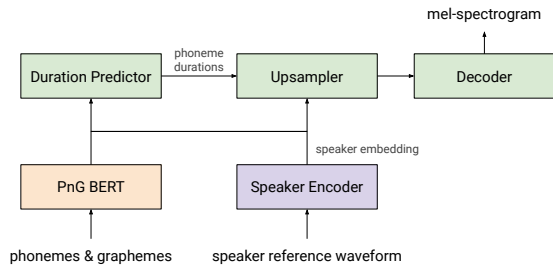 mel-spectrogram
phoneme
durations
Duration Predictor
Upsampler
Decoder
speaker embedding
PnG BERT
Speaker Encoder
phonemes & graphemes
speaker reference waveform